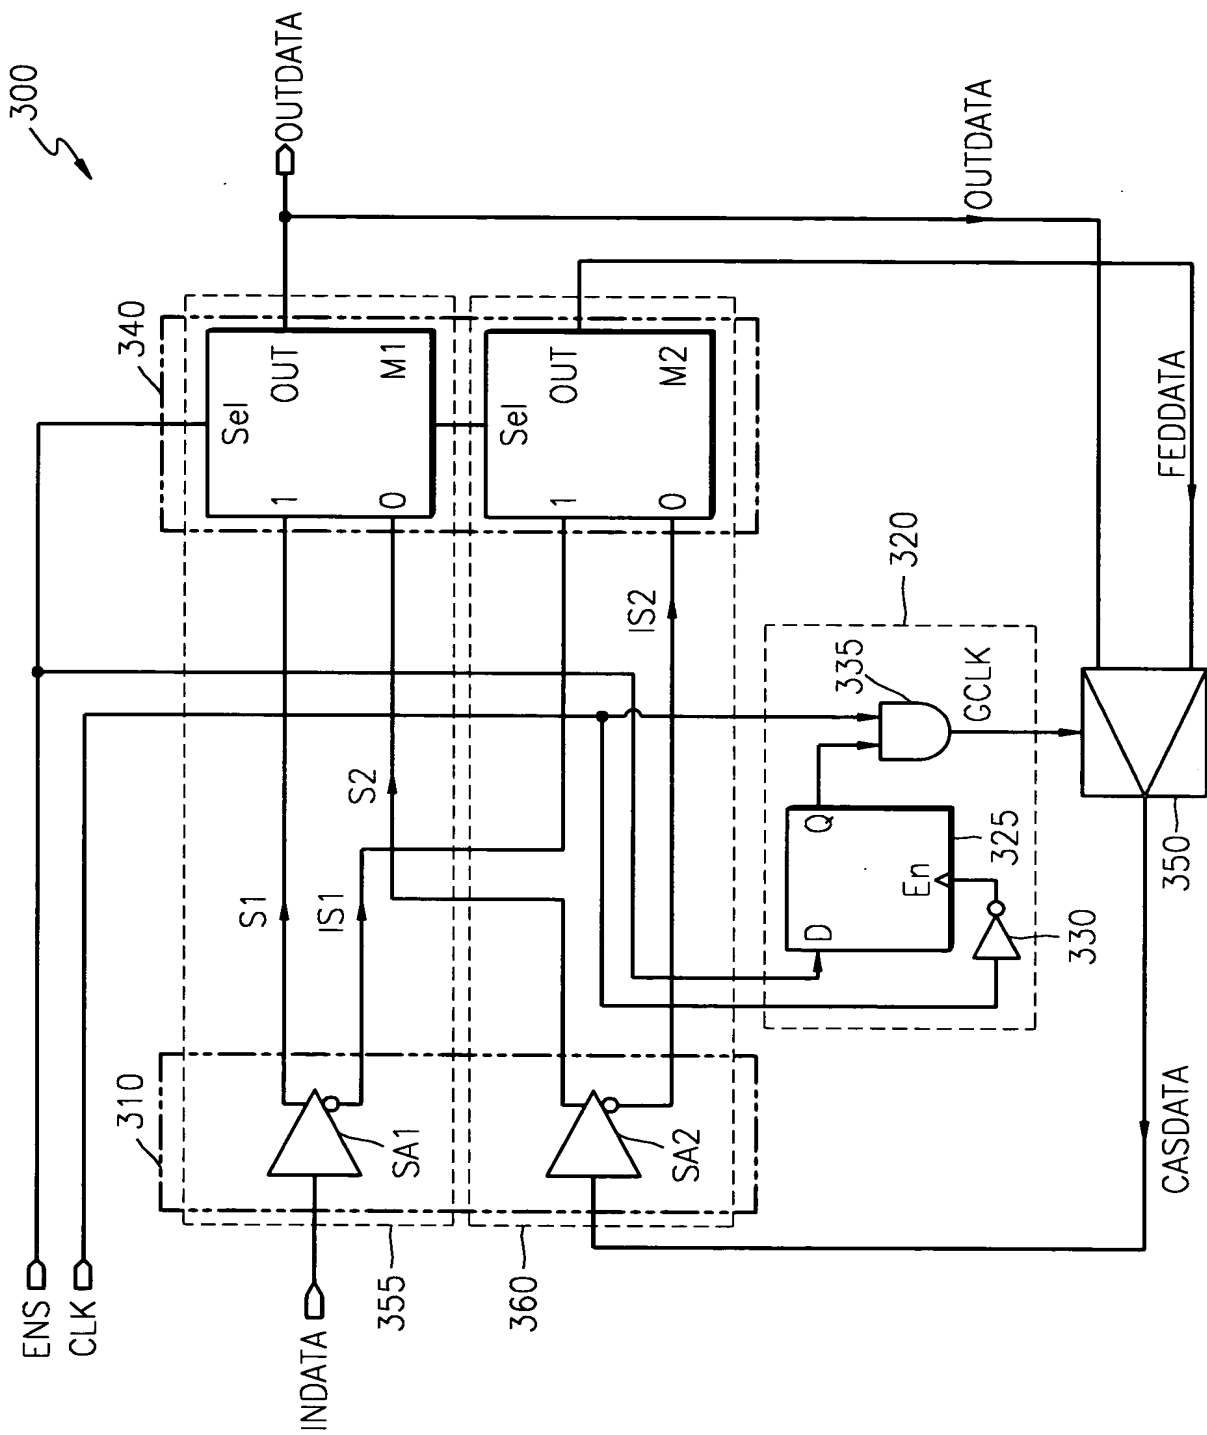 300
ENS
CLK
INDATA
310
SA1
SA2
355
360
S1
IS1
S2
IS2
340
Sel
1
OUT
0
M1
Sel
1
OUT
0
M2
OUTDATA
OUTDATA
FEDDATA
320
335
GCLK
Q
D
En
325
330
350
CASDATA